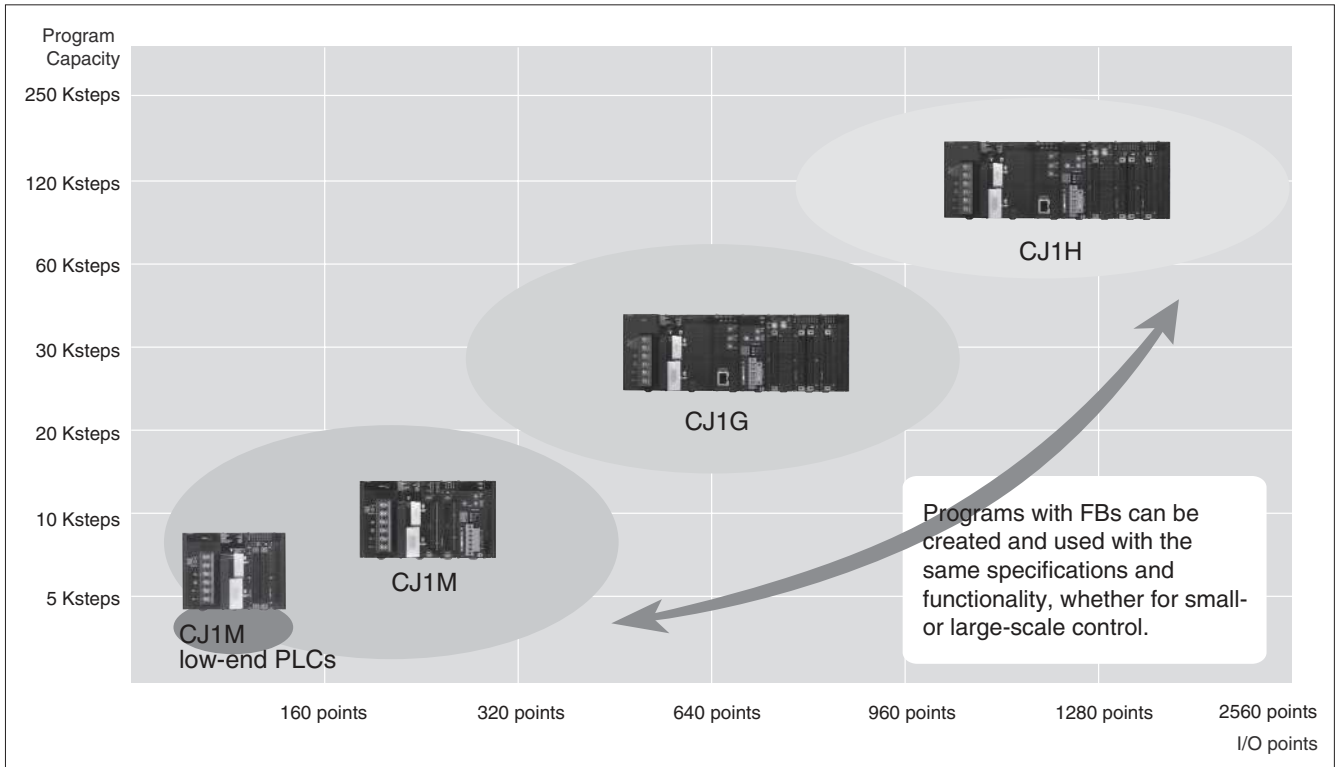 Program
Capacity
250 Ksteps
120 Ksteps
60 Ksteps
30 Ksteps
20 Ksteps
10 Ksteps
5 Ksteps
CJ1H
CJ1G
CJ1M
CJ1M
low-end PLCs
Programs with FBs can be
created and used with the
same specifications and
functionality, whether for small-
or large-scale control.
160 points
320 points
640 points
960 points
1280 points
2560 points
I/O points